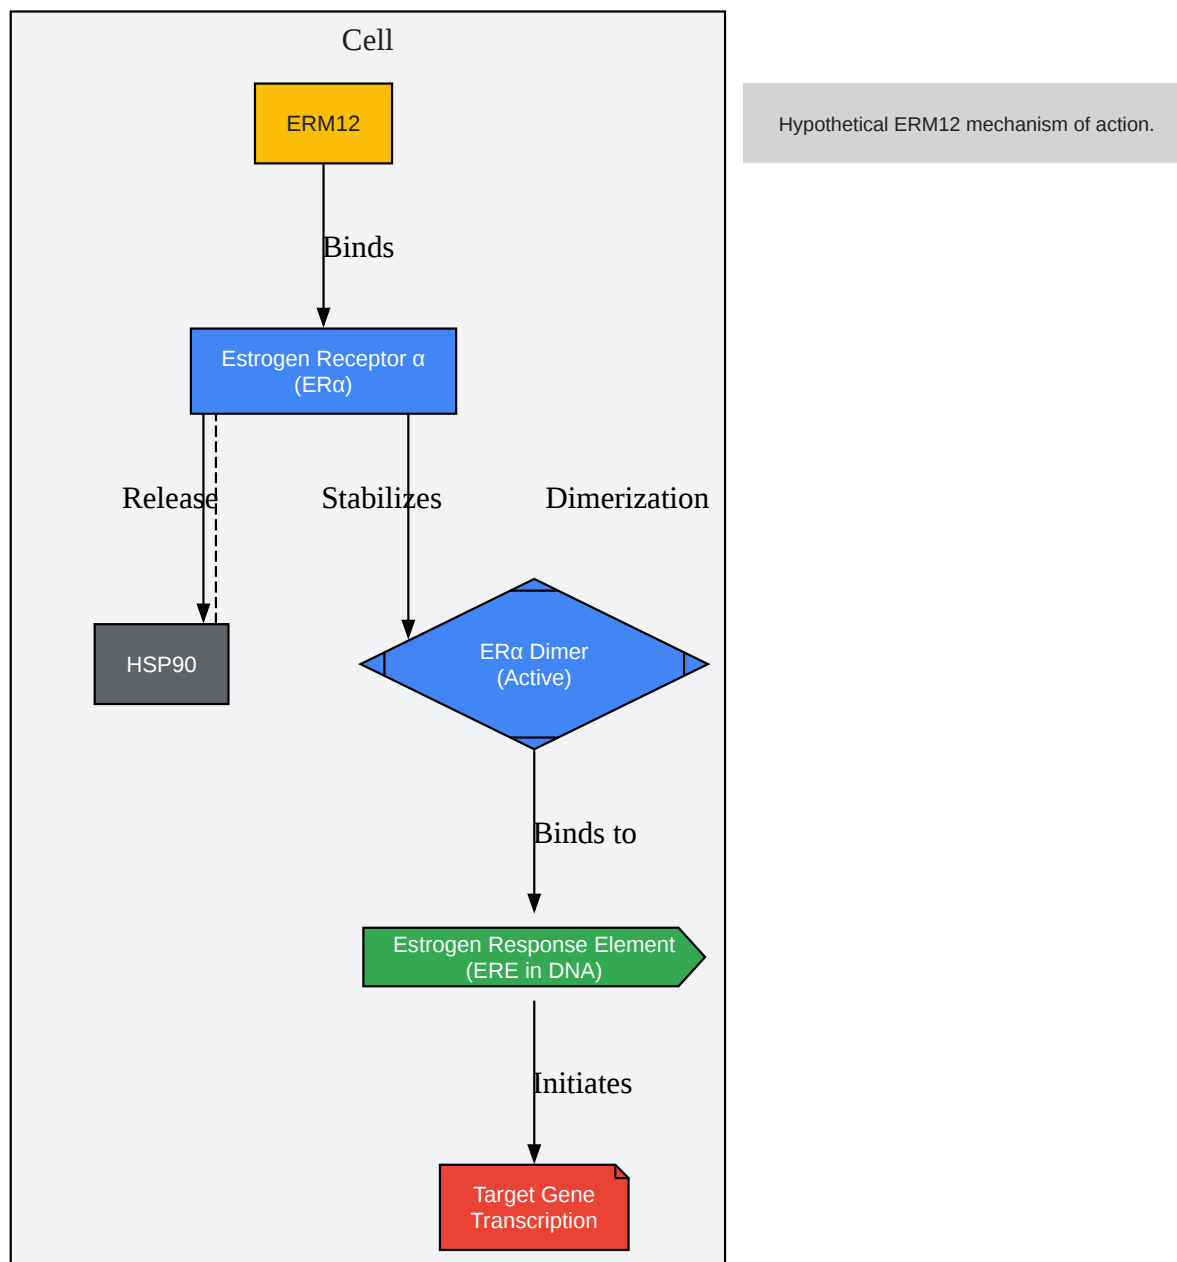 Cell
ERM12
Hypothetical ERM12 mechanism of action.
Binds
Estrogen Receptor α
(ERα)
Release
Stabilizes
Dimerization
HSP90
ERα Dimer
(Active)
Binds to
Estrogen Response Element
(ERE in DNA)
Initiates
Target Gene
Transcription